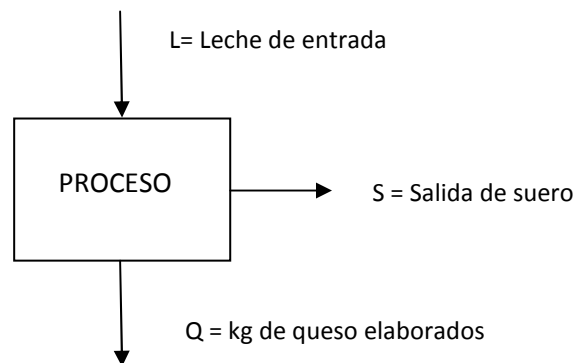 L= Leche de entrada
PROCESO
S = Salida de suero
Q = kg de queso elaborados